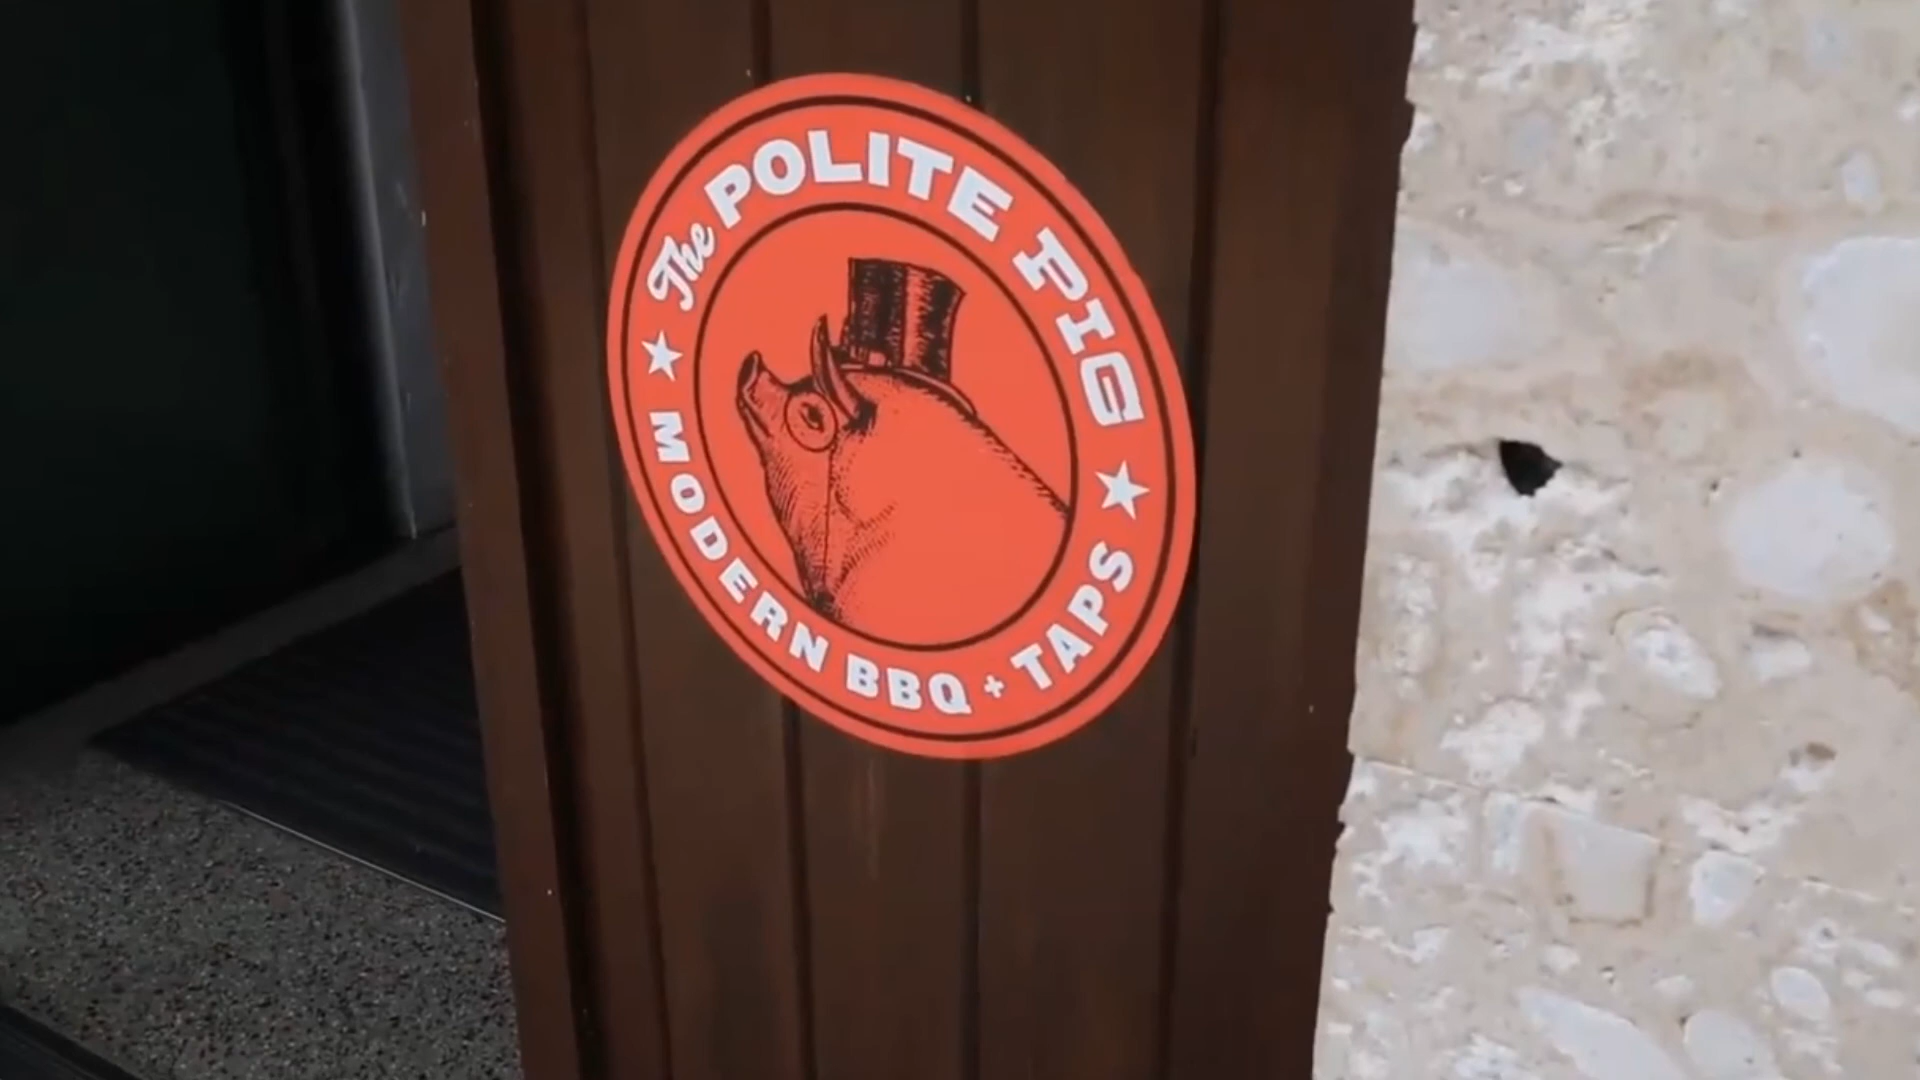 The POLITE PIG
MODERN BBQ + TAPS